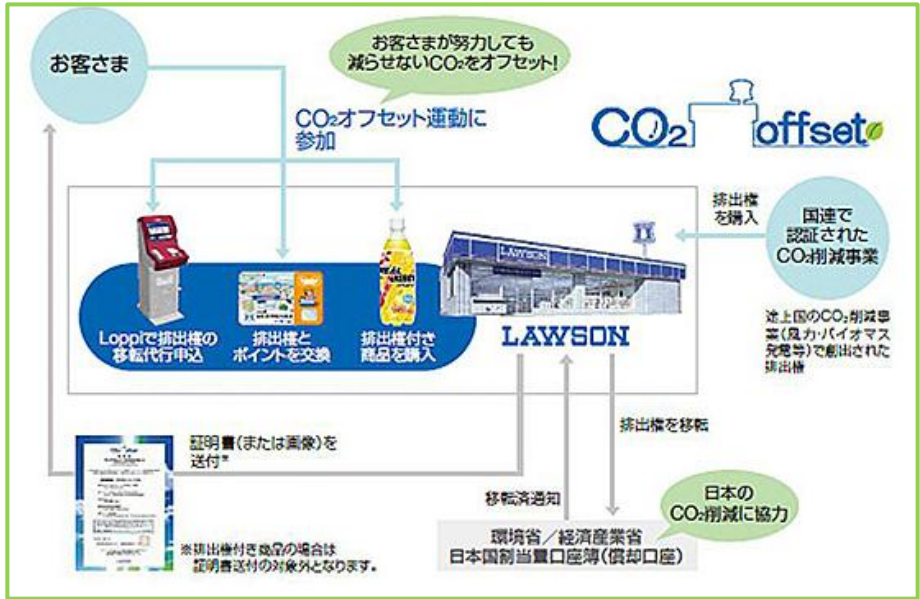 お客さま
お客さまが努力しても
減らせないCO₂をオフセット!
CO₂オフセット運動に
参加
CO₂ offset
排出権
を購入
国連で
認証された
CO₂削減事業
途上国のCO₂削減事
業(風力・バイオマス
発電等)で創出された
排出権
LAWSON
Loppiで排出権の
移転代行申込
排出権と
ポイントを交換
排出権付き
商品を購入
LAWSON
証明書(または画像)を
送付※
排出権を移転
移転済通知
日本の
CO₂削減に協力
環境省/経済産業省
日本国割当量口座簿(償却口座)
※排出権付き商品の場合は
証明書送付の対象外となります。